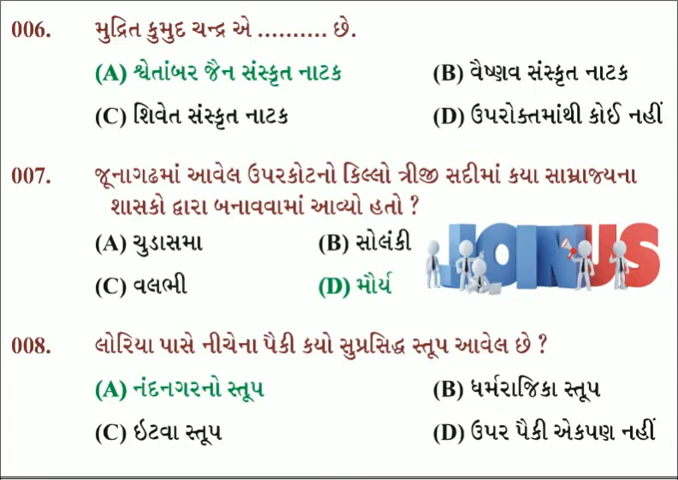 006. મુદ્રિત કુમુદ ચન્દ્ર એ .......... છે.
(A) શ્વેતાંબર જૈન સંસ્કૃત નાટક (B) વૈષ્ણવ સંસ્કૃત નાટક
(C) શિવેત સંસ્કૃત નાટક (D) ઉપરોક્તમાંથી કોઈ નહીં
007. જૂનાગઢમાં આવેલ ઉપરકોટનો કિલ્લો ત્રીજી સદીમાં કયા સામ્રાજ્યના
શાસકો દ્વારા બનાવવામાં આવ્યો હતો ?
(A) ચુડાસમા (B) સોલંકી
JOIN US
(C) વલભી (D) મૌર્ય
008. લોરિયા પાસે નીચેના પૈકી કયો સુપ્રસિદ્ધ સ્તૂપ આવેલ છે ?
(A) નંદનગરનો સ્તૂપ (B) ધર્મરાજિકા સ્તૂપ
(C) ઇટવા સ્તૂપ (D) ઉપર પૈકી એકપણ નહીં